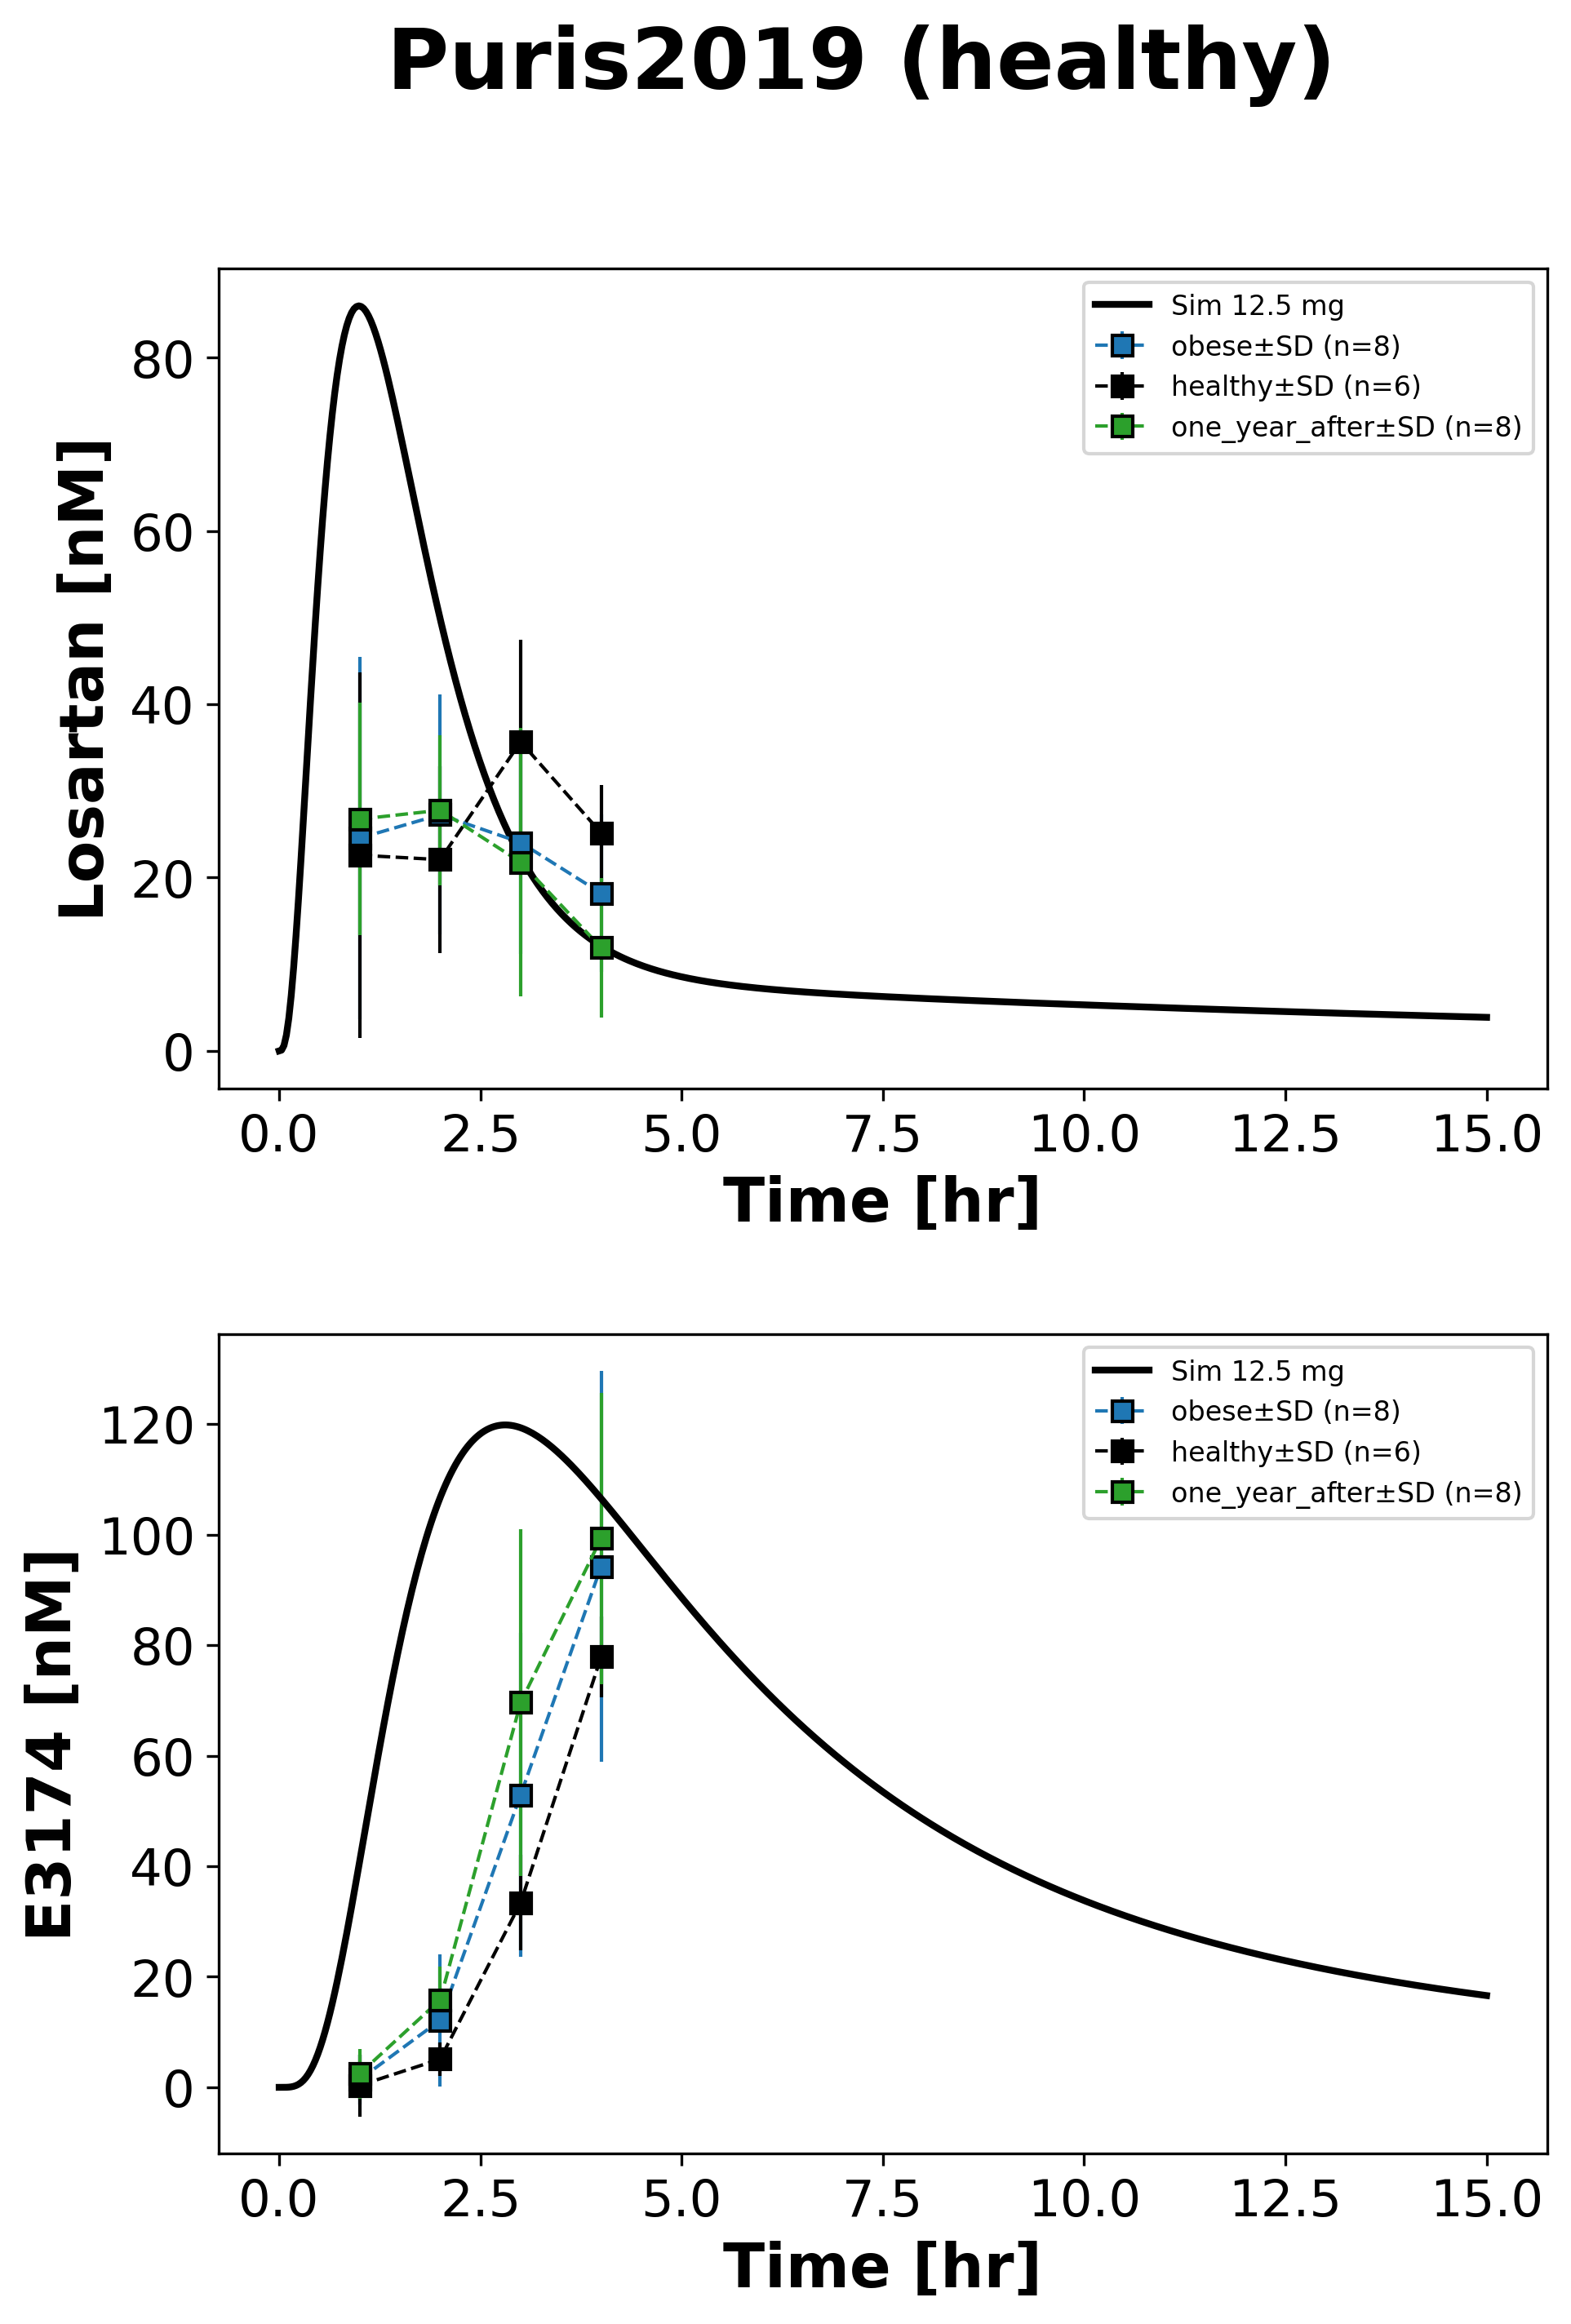 Puris2019 (healthy)
Sim 12.5 mg
obese±SD (n=8)
healthy±SD (n=6)
one_year_after±SD (n=8)
Losartan [nM]
80
60
40
20
0
0.0 2.5 5.0 7.5 10.0 12.5 15.0
Time [hr]
Sim 12.5 mg
obese±SD (n=8)
healthy±SD (n=6)
one_year_after±SD (n=8)
E3174 [nM]
120
100
80
60
40
20
0
0.0 2.5 5.0 7.5 10.0 12.5 15.0
Time [hr]